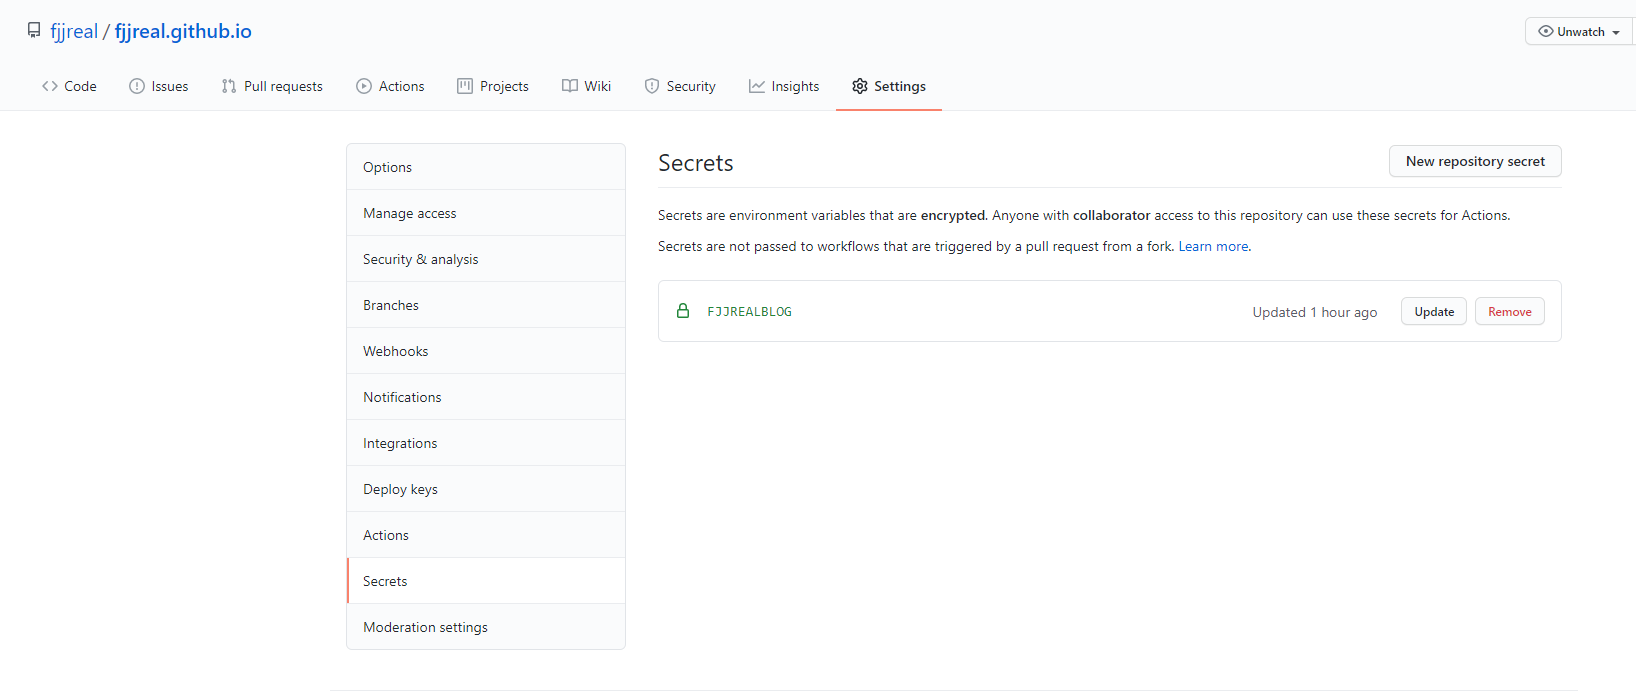 fjjreal / fjjreal.github.io
Unwatch
Code Issues Pull requests Actions Projects Wiki Security Insights Settings
Options
Manage access
Security & analysis
Branches
Webhooks
Notifications
Integrations
Deploy keys
Actions
Secrets
Moderation settings
Secrets
New repository secret
Secrets are environment variables that are encrypted. Anyone with collaborator access to this repository can use these secrets for Actions.
Secrets are not passed to workflows that are triggered by a pull request from a fork. Learn more.
FJJREALBLOG Updated 1 hour ago Update Remove